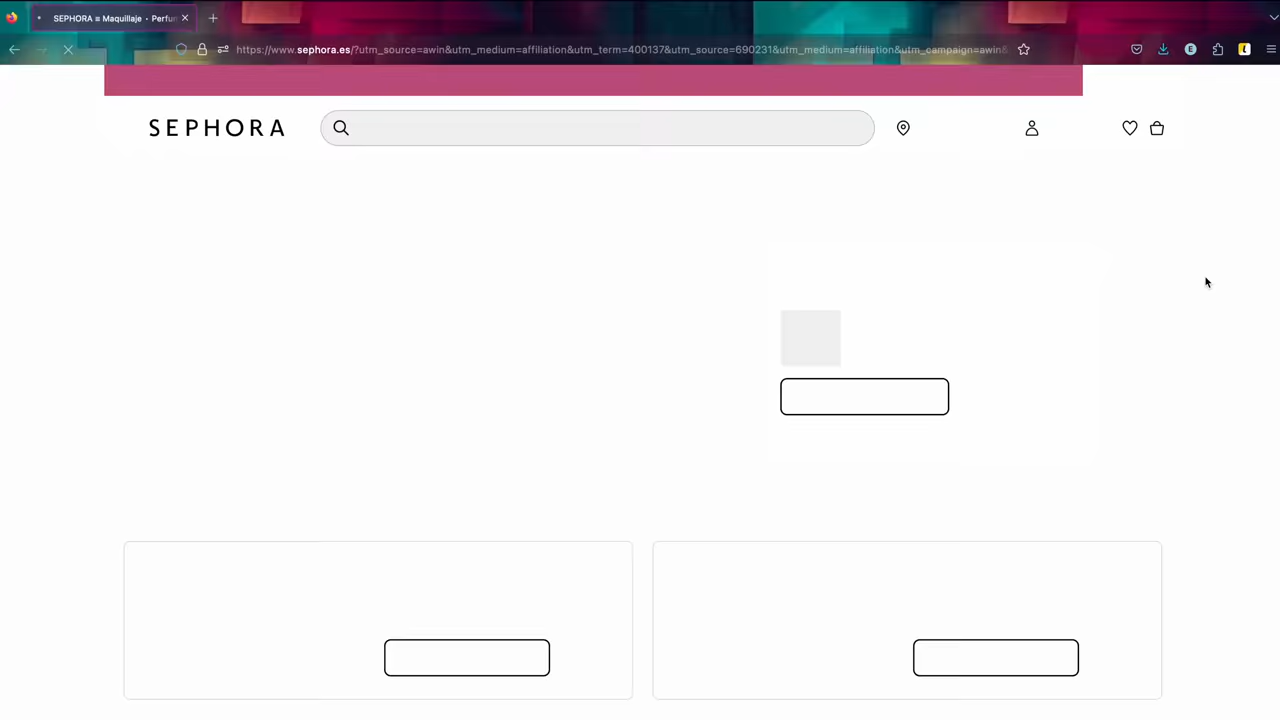 SEPHORA ≡ Maquillaje · Perfu
https://www.sephora.es/?utm_source=awin&utm_medium=affiliation&utm_term=400137&utm_source=690231&utm_medium=affiliation&utm_campaign=awin&
E
SEPHORA